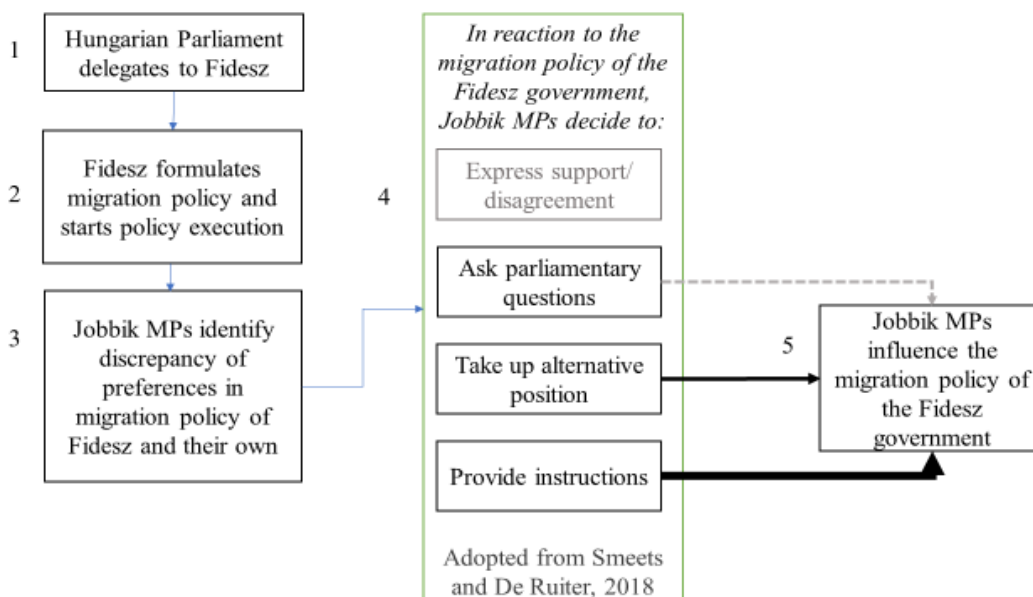 1
Hungarian Parliament
delegates to Fidesz
2
Fidesz formulates
migration policy and
starts policy execution
3
Jobbik MPs identify
discrepancy of
preferences in
migration policy of
Fidesz and their own
4
In reaction to the
migration policy of the
Fidesz government,
Jobbik MPs decide to:
Express support/
disagreement
Ask parliamentary
questions
Take up alternative
position
Provide instructions
Adopted from Smeets
and De Ruiter, 2018
5
Jobbik MPs
influence the
migration policy of
the Fidesz
government